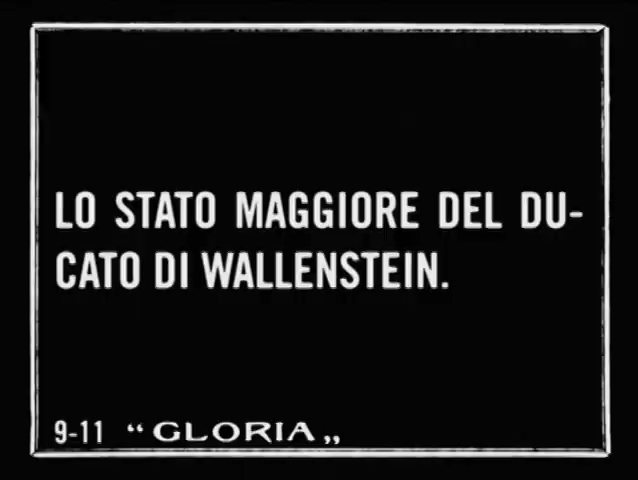 LO STATO MAGGIORE DEL DU-
CATO DI WALLENSTEIN.
9-11 “GLORIA„